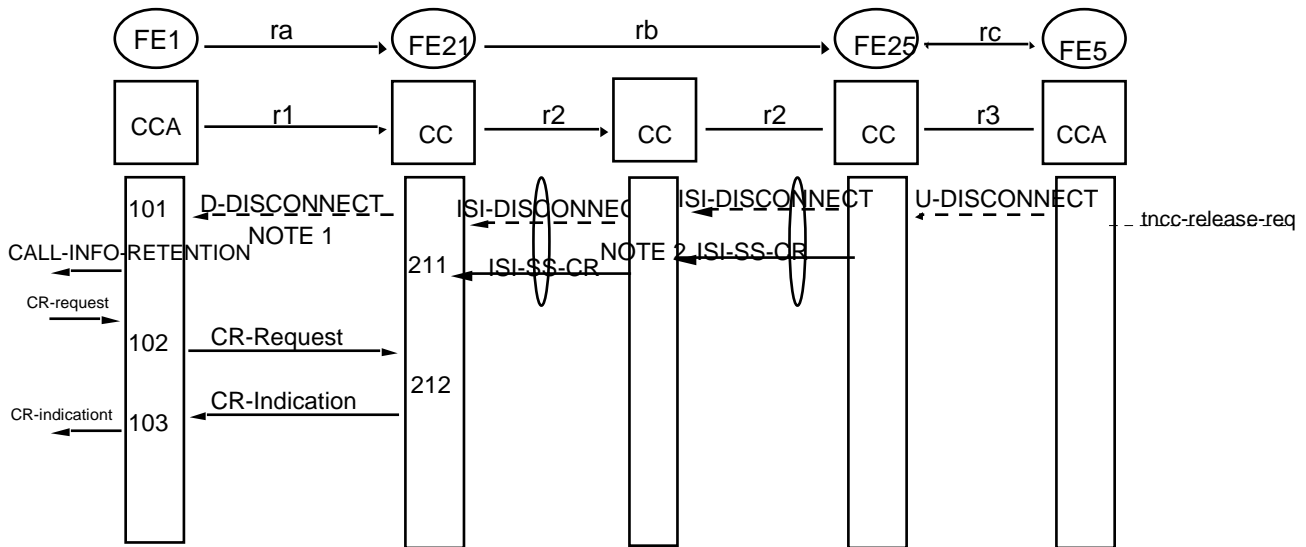 FE1 ra FE21 rb FE25 rc FE5
CCA r1 CC r2 CC r2 CC r3 CCA
101 D-DISCONNECT ISI-DISCONNEC ISI-DISCONNECT U-DISCONNECT tncc-release-req
NOTE 1
CALL-INFO-RETENTION 211 ISI-SS-CR NOTE 2 ISI-SS-CR
CR-request
102 CR-Request
212
CR-indicationt 103 CR-Indication